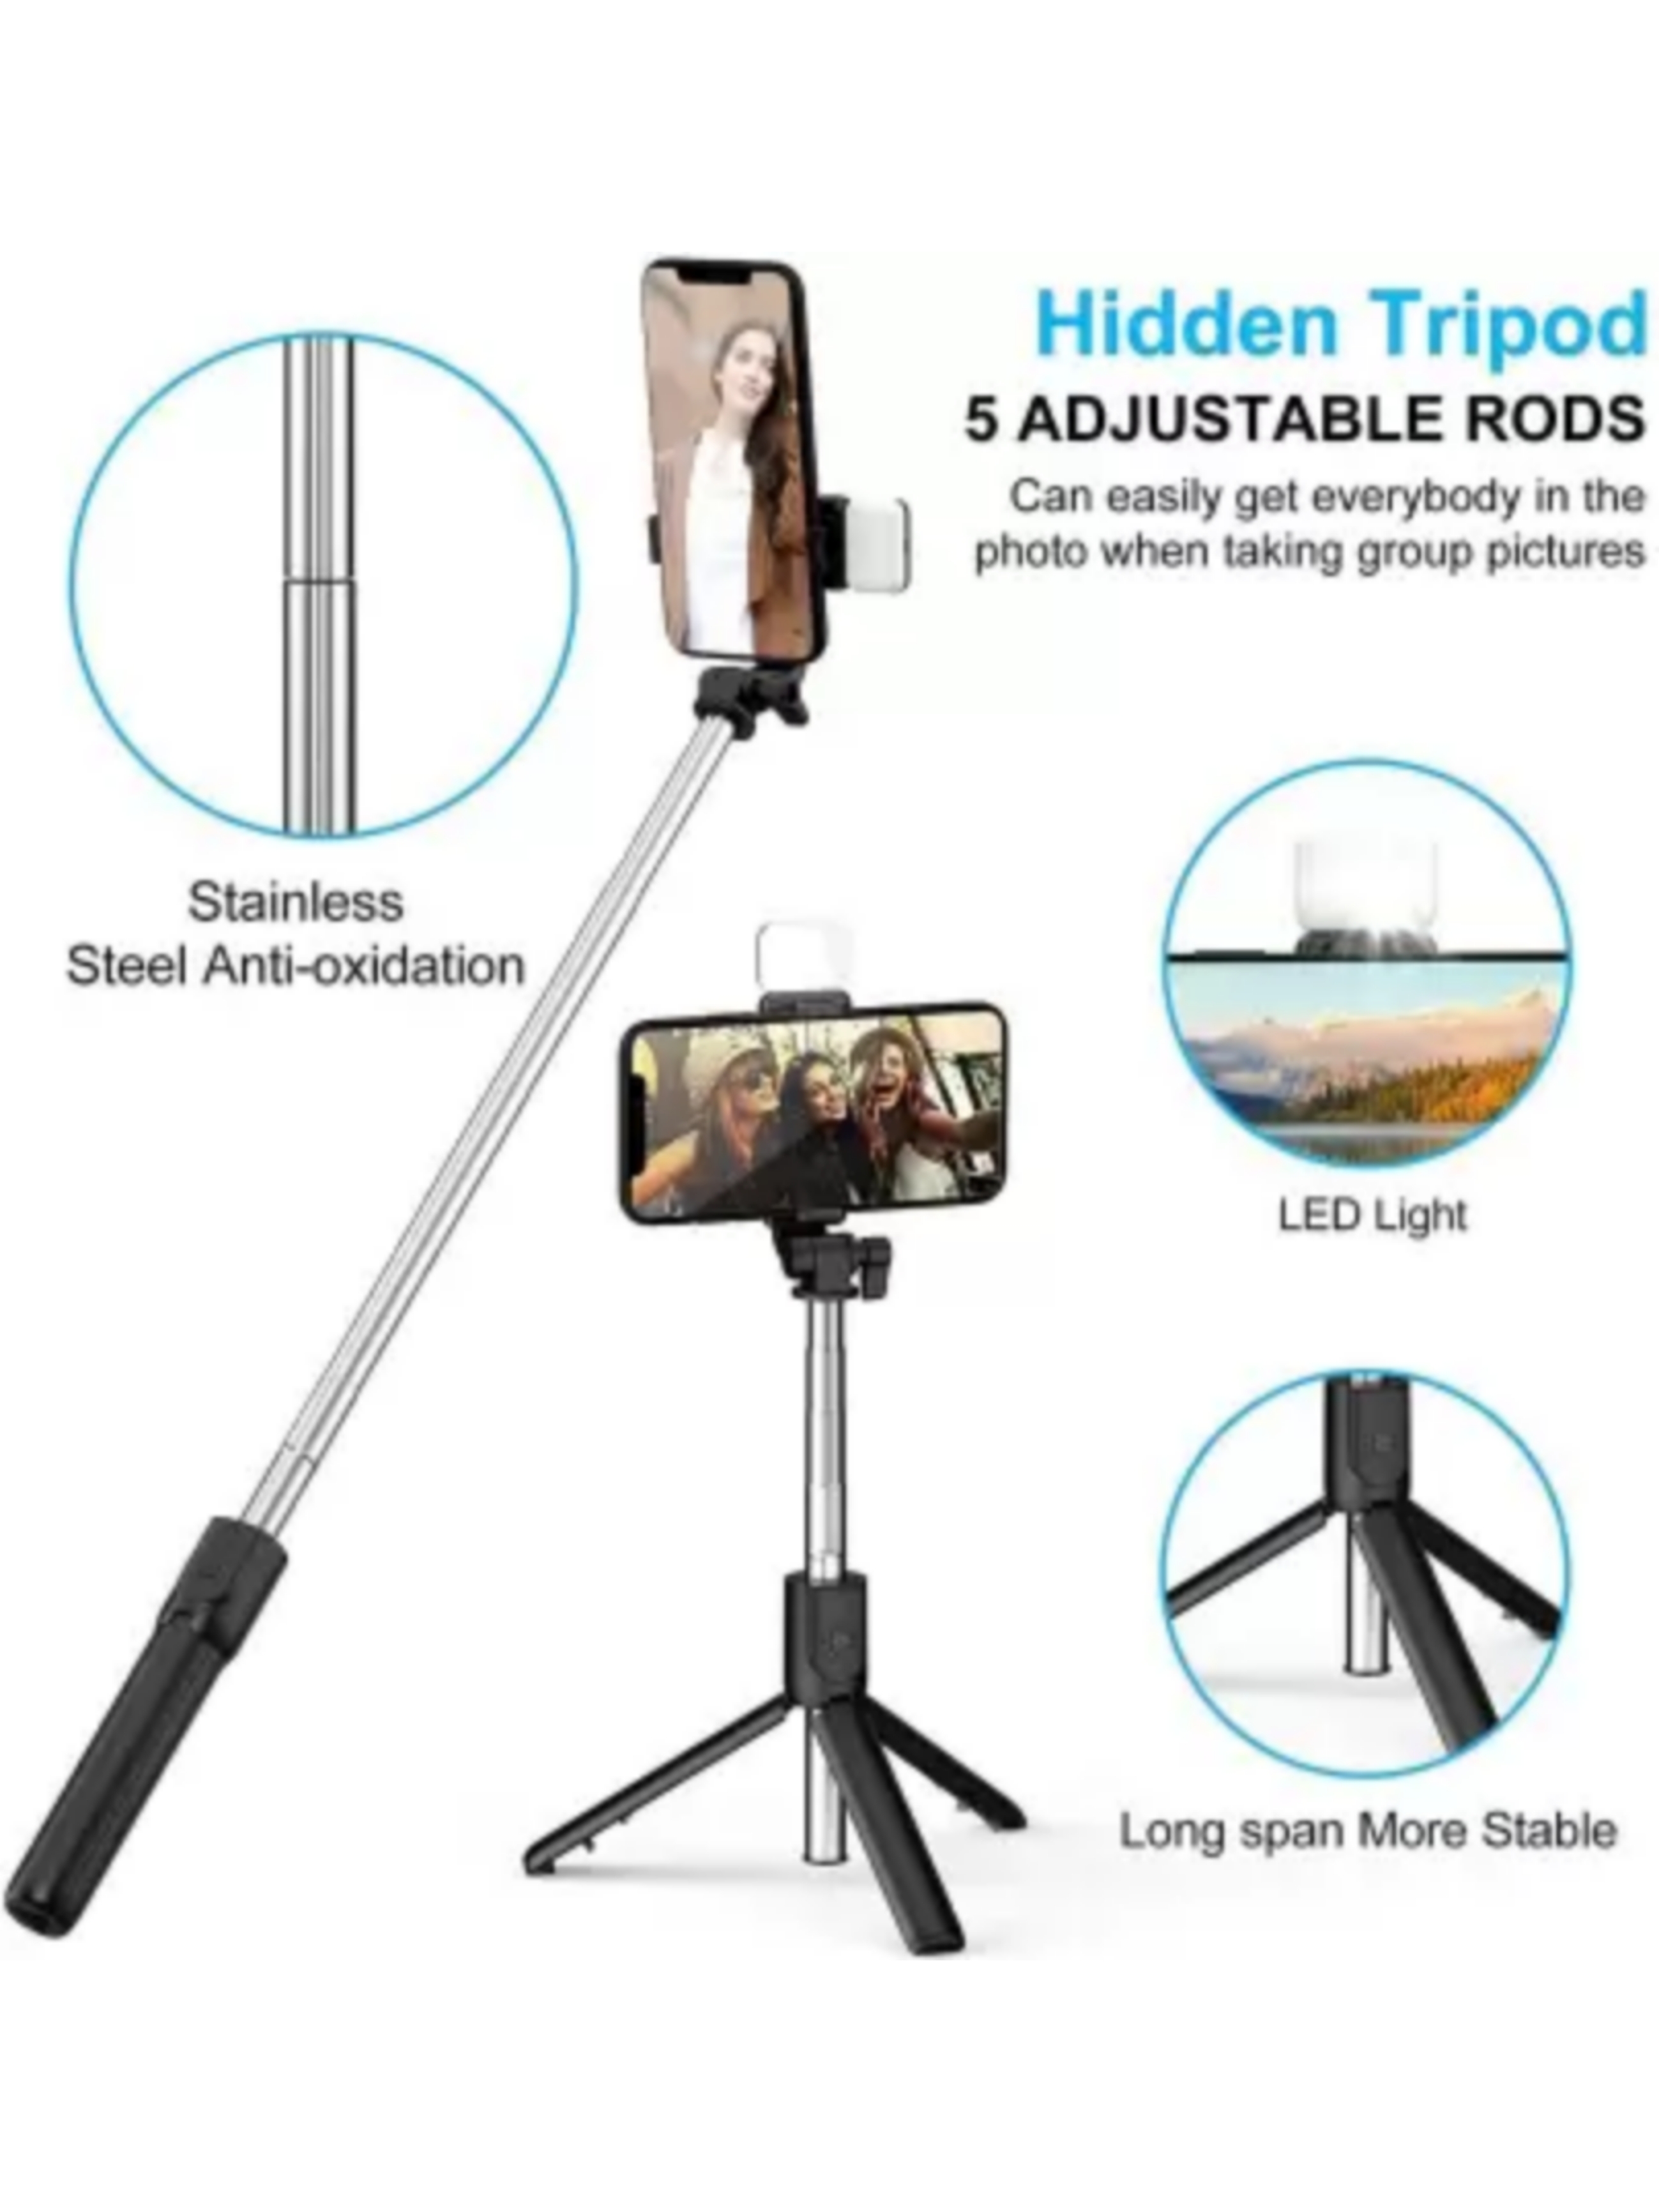 Hidden Tripod
5 ADJUSTABLE RODS
Can easily get everybody in the
photo when taking group pictures
Stainless
Steel Anti-oxidation
LED Light
Long span More Stable